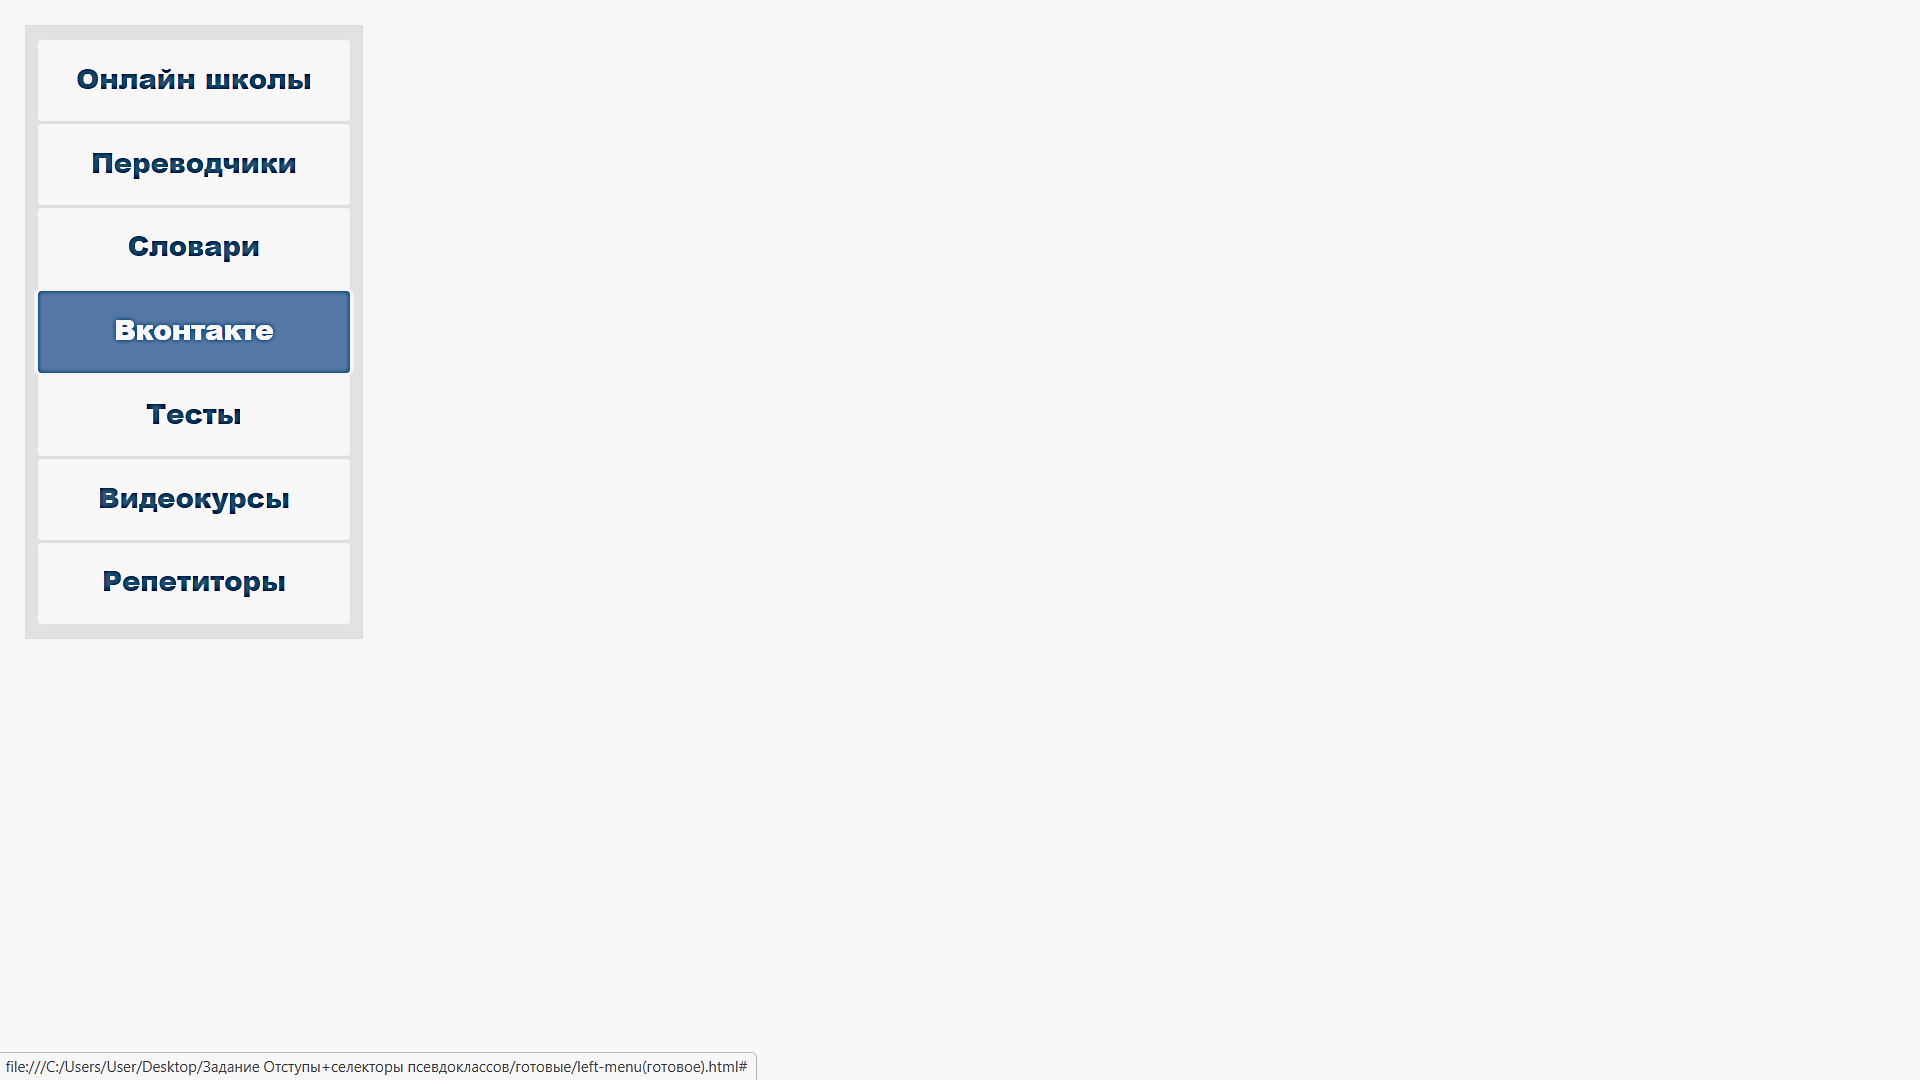 Онлайн школы
Переводчики
Словари
Вконтакте
Тесты
Видеокурсы
Репетиторы
file:///C:/Users/User/Desktop/Задание Отступы+селекторы псевдоклассов/готовые/left-menu(готовое).html#